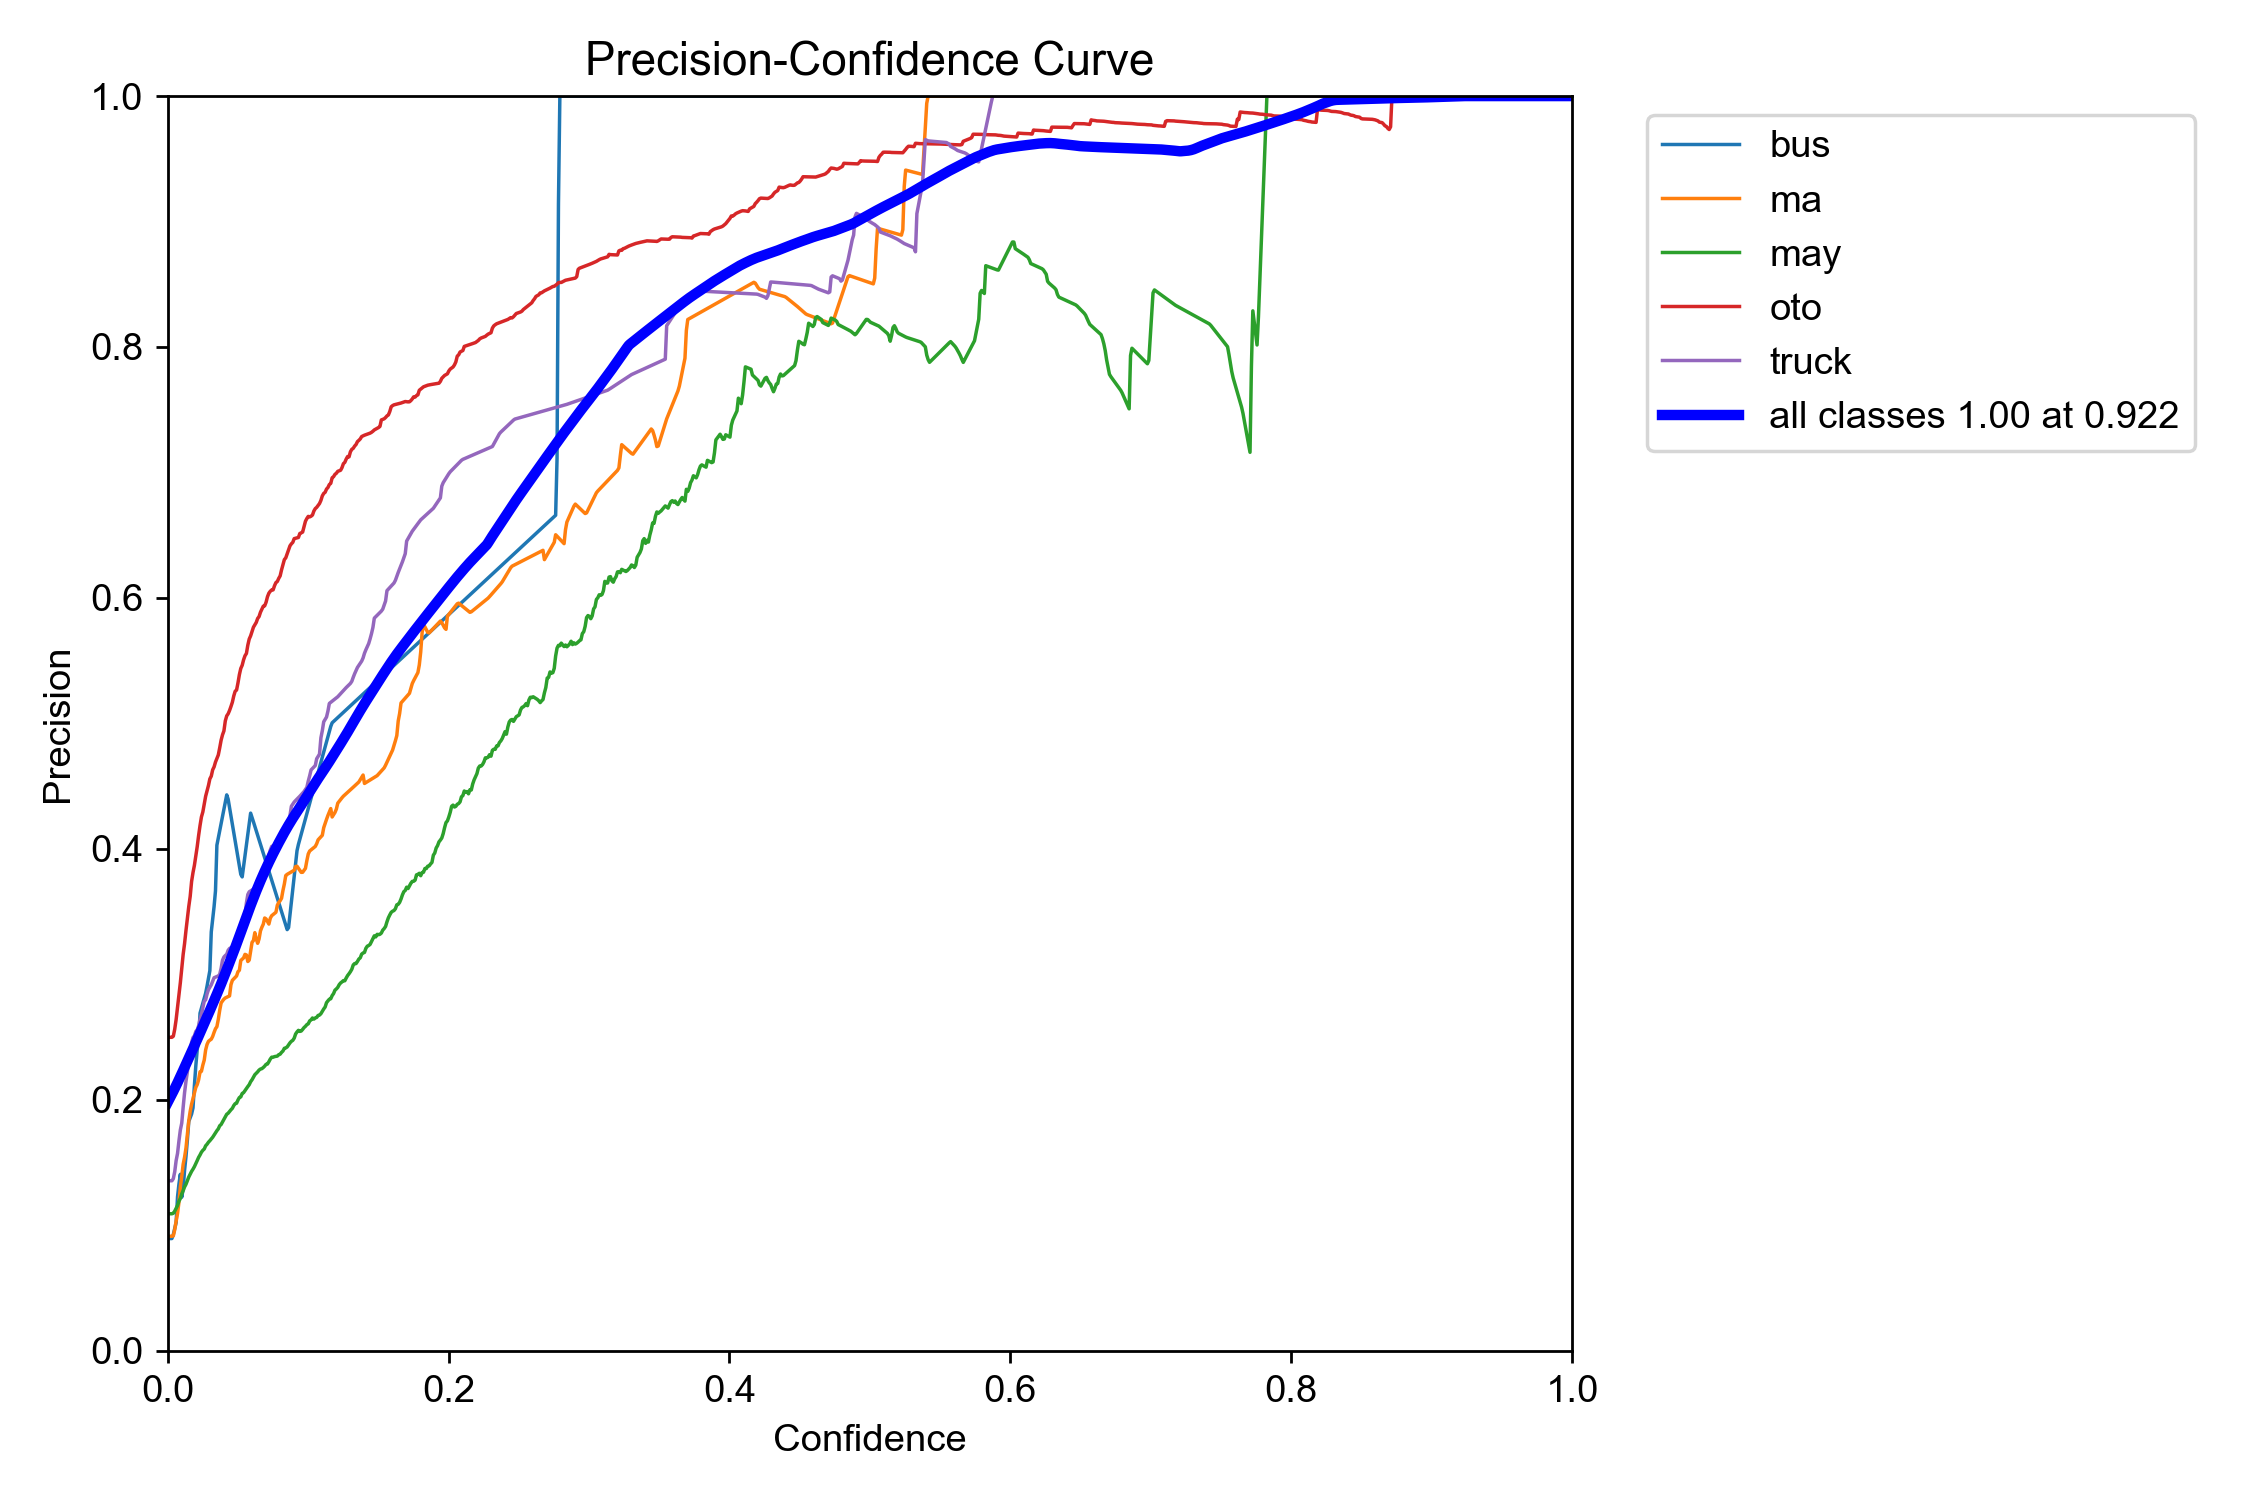 Precision-Confidence Curve
1.0
0.8
0.6
0.4
0.2
0.0
Precision
0.0 0.2 0.4 0.6 0.8 1.0
Confidence
bus
ma
may
oto
truck
all classes 1.00 at 0.922